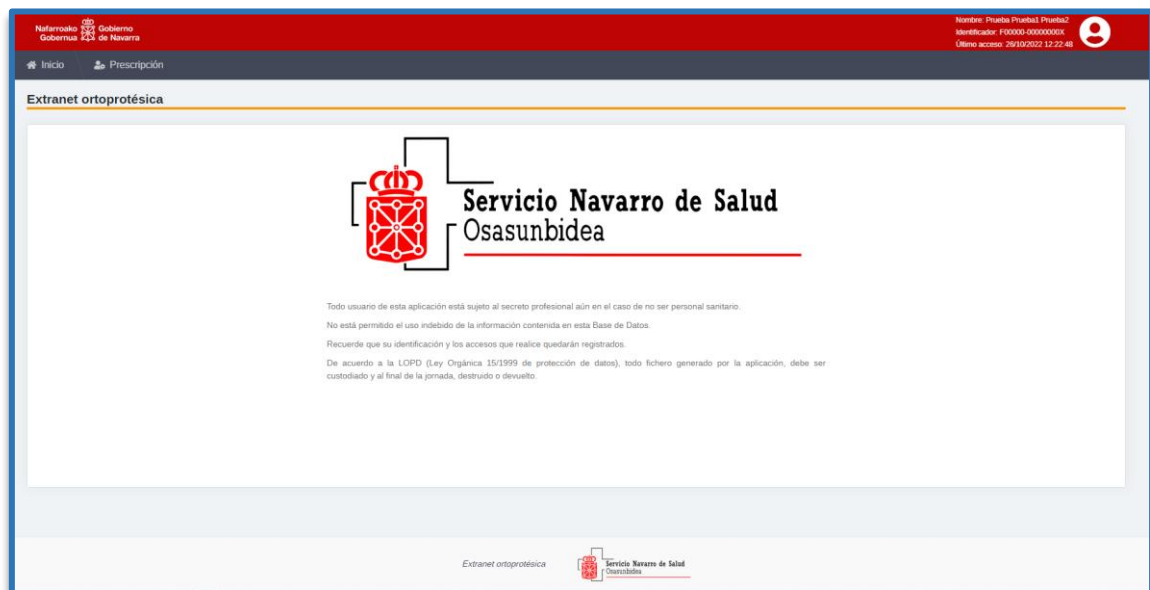 Nafarroako Gobierno
Gobernua de Navarra
Nombre: Prueba Prueba1 Prueba2
Identificador: F00000-00000000X
Último acceso: 26/10/2022 12:22:48
Inicio
Prescripción
Extranet ortoprotésica
Servicio Navarro de Salud
Osasunbidea
Todo usuario de esta aplicación está sujeto al secreto profesional aún en el caso de no ser personal sanitario.
No está permitido el uso indebido de la información contenida en esta Base de Datos.
Recuerde que su identificación y los accesos que realice quedarán registrados.
De acuerdo a la LOPD (Ley Orgánica 15/1999 de protección de datos), todo fichero generado por la aplicación, debe ser
custodiado y al final de la jornada, destruido o devuelto.
Extranet ortoprotésica
Servicio Navarro de Salud
Osasunbidea